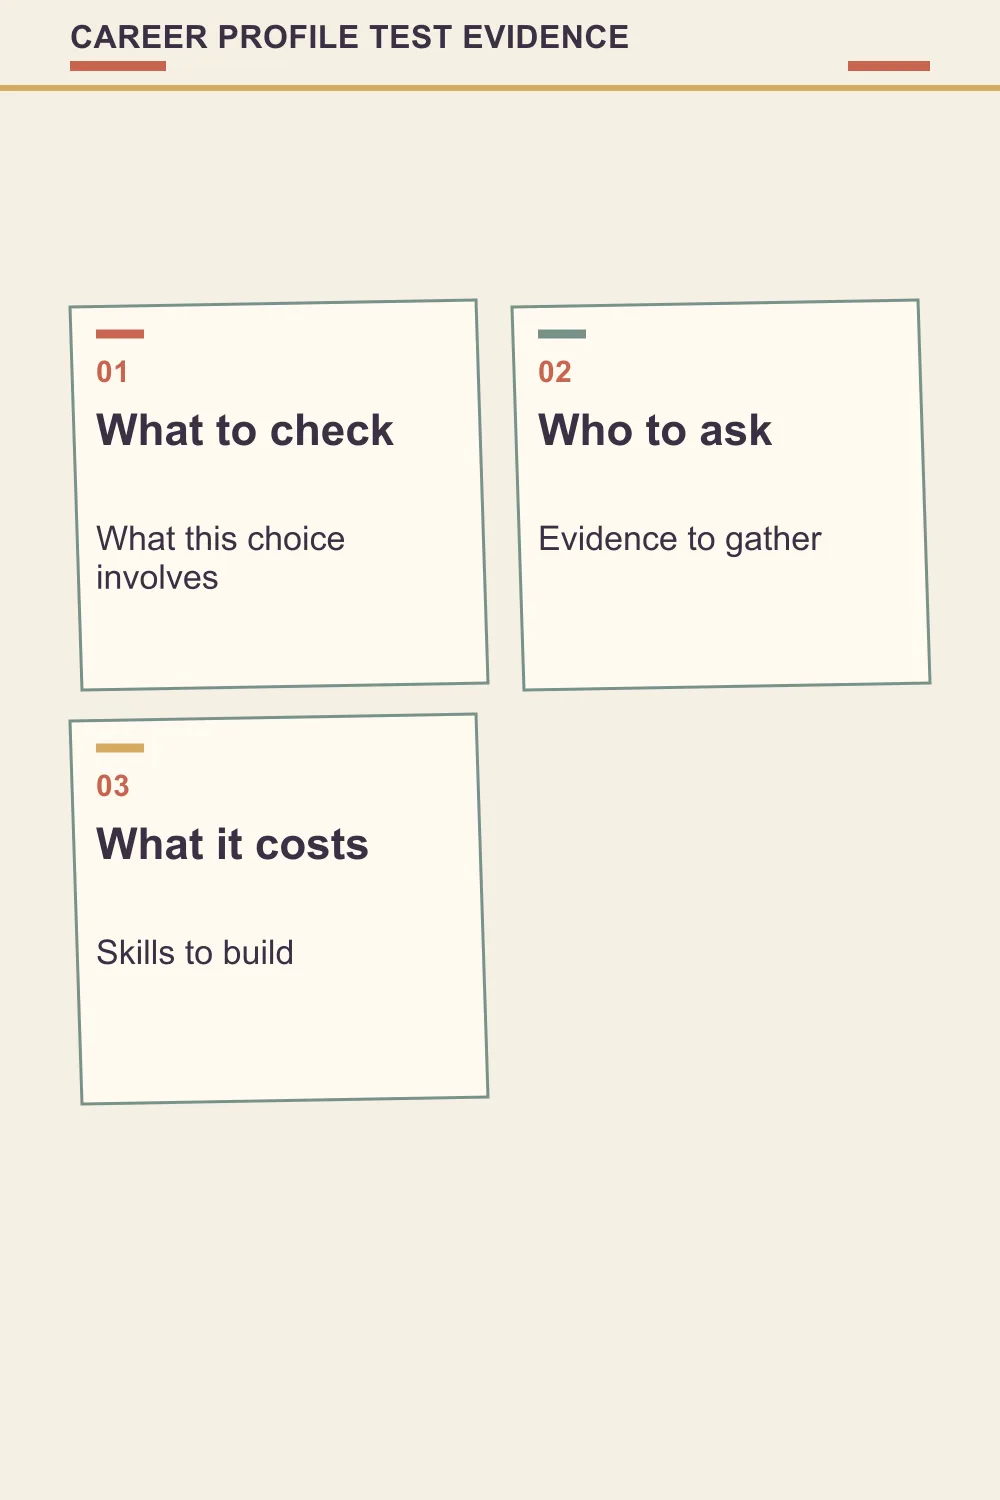 CAREER PROFILE TEST EVIDENCE
01
What to check
What this choice
involves
02
Who to ask
Evidence to gather
03
What it costs
Skills to build